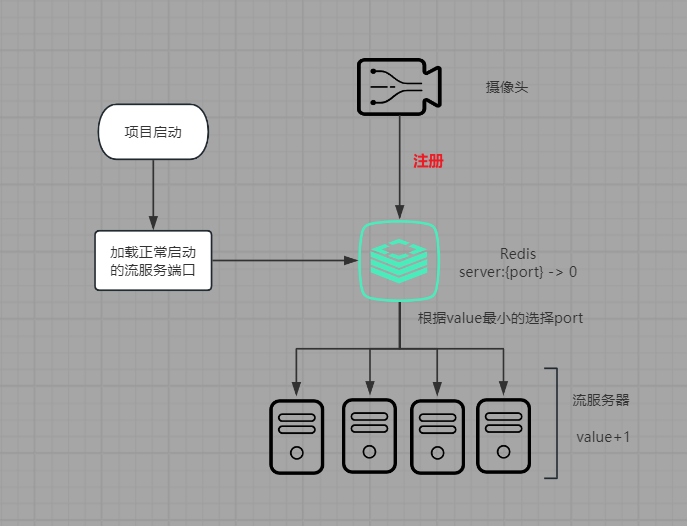 摄像头
项目启动
注册
加载正常启动
的流服务端口
Redis
server:{port} -> 0
根据value最小的选择port
流服务器
value+1